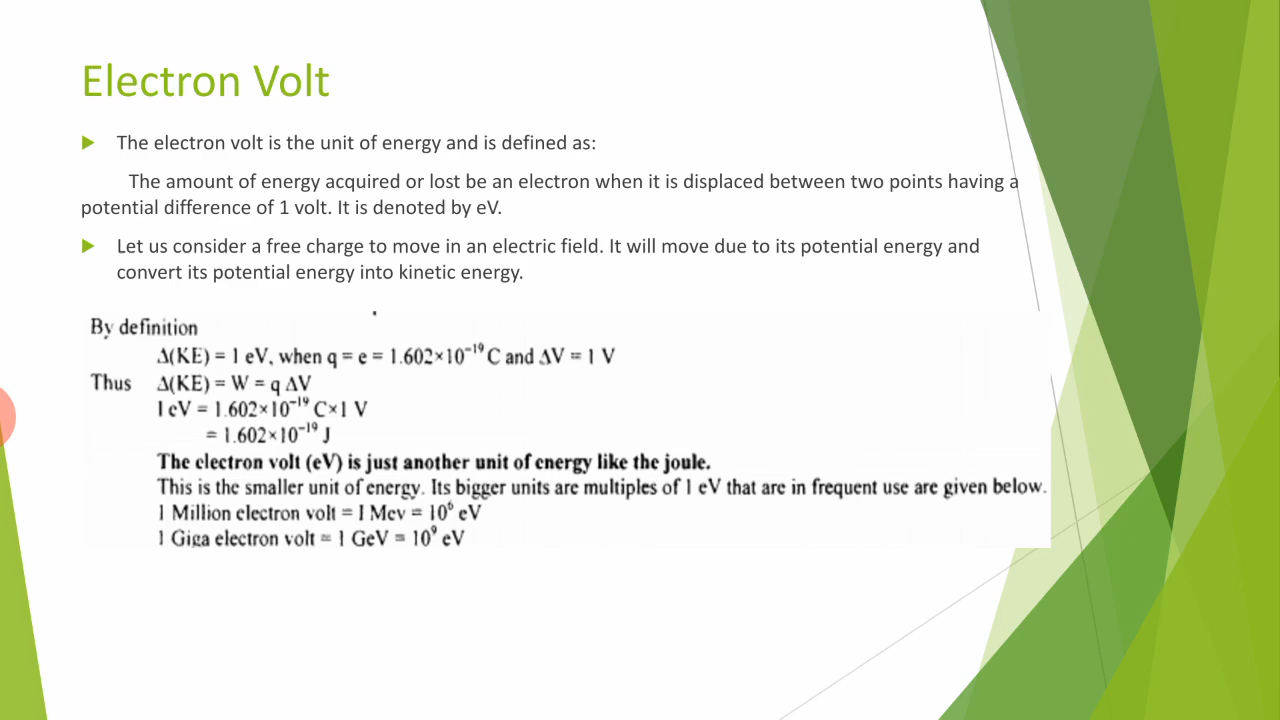 Electron Volt
The electron volt is the unit of energy and is defined as:
The amount of energy acquired or lost be an electron when it is displaced between two points having a
potential difference of 1 volt. It is denoted by eV.
Let us consider a free charge to move in an electric field. It will move due to its potential energy and
convert its potential energy into kinetic energy.
By definition
Δ(KE) = 1 eV, when q = e = 1.602×10⁻¹⁹ C and ΔV = 1 V
Thus Δ(KE) = W = q ΔV
1 eV = 1.602×10⁻¹⁹ C×1 V
= 1.602×10⁻¹⁹ J
The electron volt (eV) is just another unit of energy like the joule.
This is the smaller unit of energy. Its bigger units are multiples of 1 eV that are in frequent use are given below.
1 Million electron volt = 1 Mev = 10⁶ eV
1 Giga electron volt = 1 GeV = 10⁹ eV